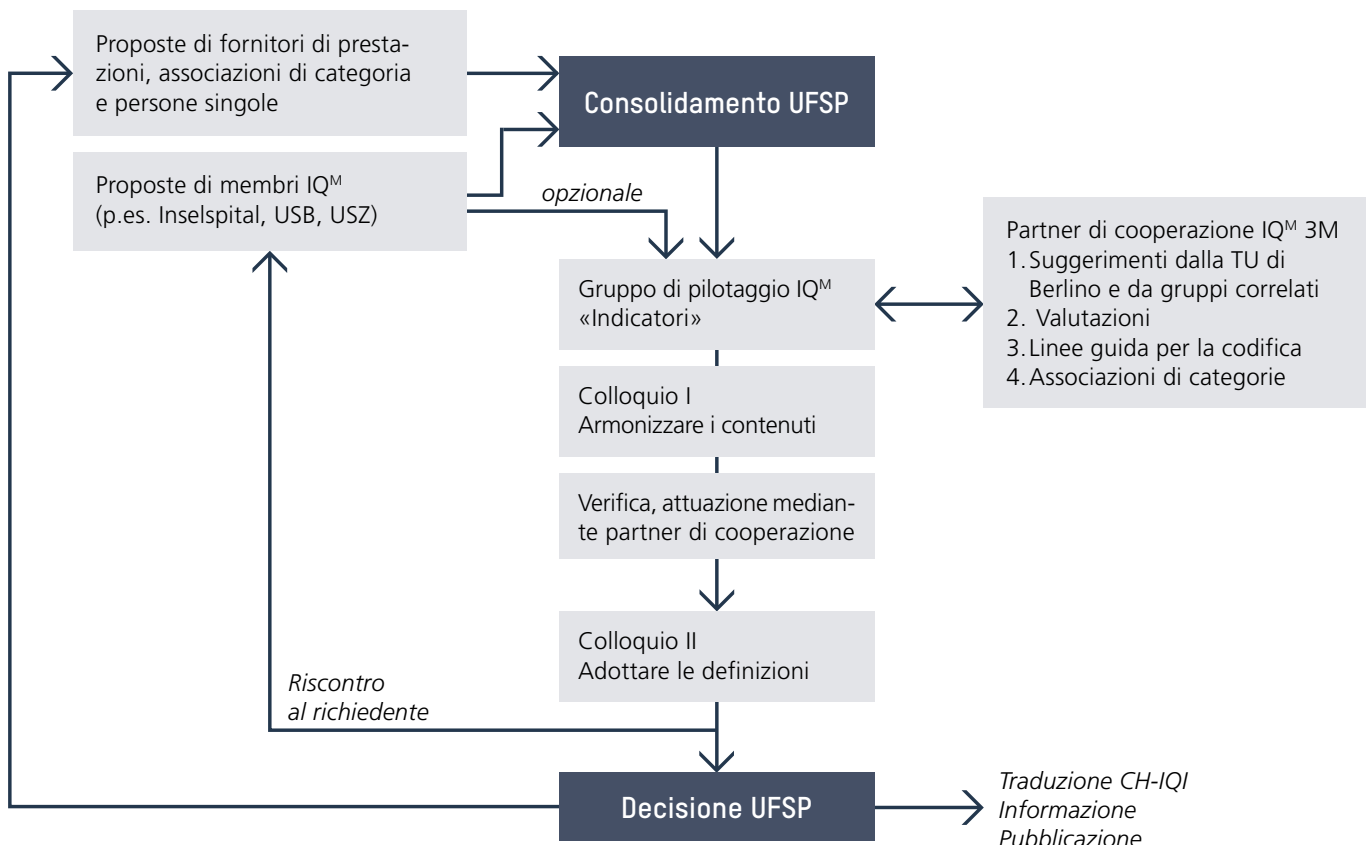 Proposte di fornitori di presta-
zioni, associazioni di categoria
e persone singole
Consolidamento UFSP
Proposte di membri IQᴹ
(p.es. Inselspital, USB, USZ)
opzionale
Partner di cooperazione IQᴹ 3M
1. Suggerimenti dalla TU di
Berlino e da gruppi correlati
2. Valutazioni
3. Linee guida per la codifica
4. Associazioni di categorie
Gruppo di pilotaggio IQᴹ
«Indicatori»
Colloquio I
Armonizzare i contenuti
Verifica, attuazione median-
te partner di cooperazione
Colloquio II
Adottare le definizioni
Riscontro
al richiedente
Decisione UFSP
Traduzione CH-IQI
Informazione
Pubblicazione